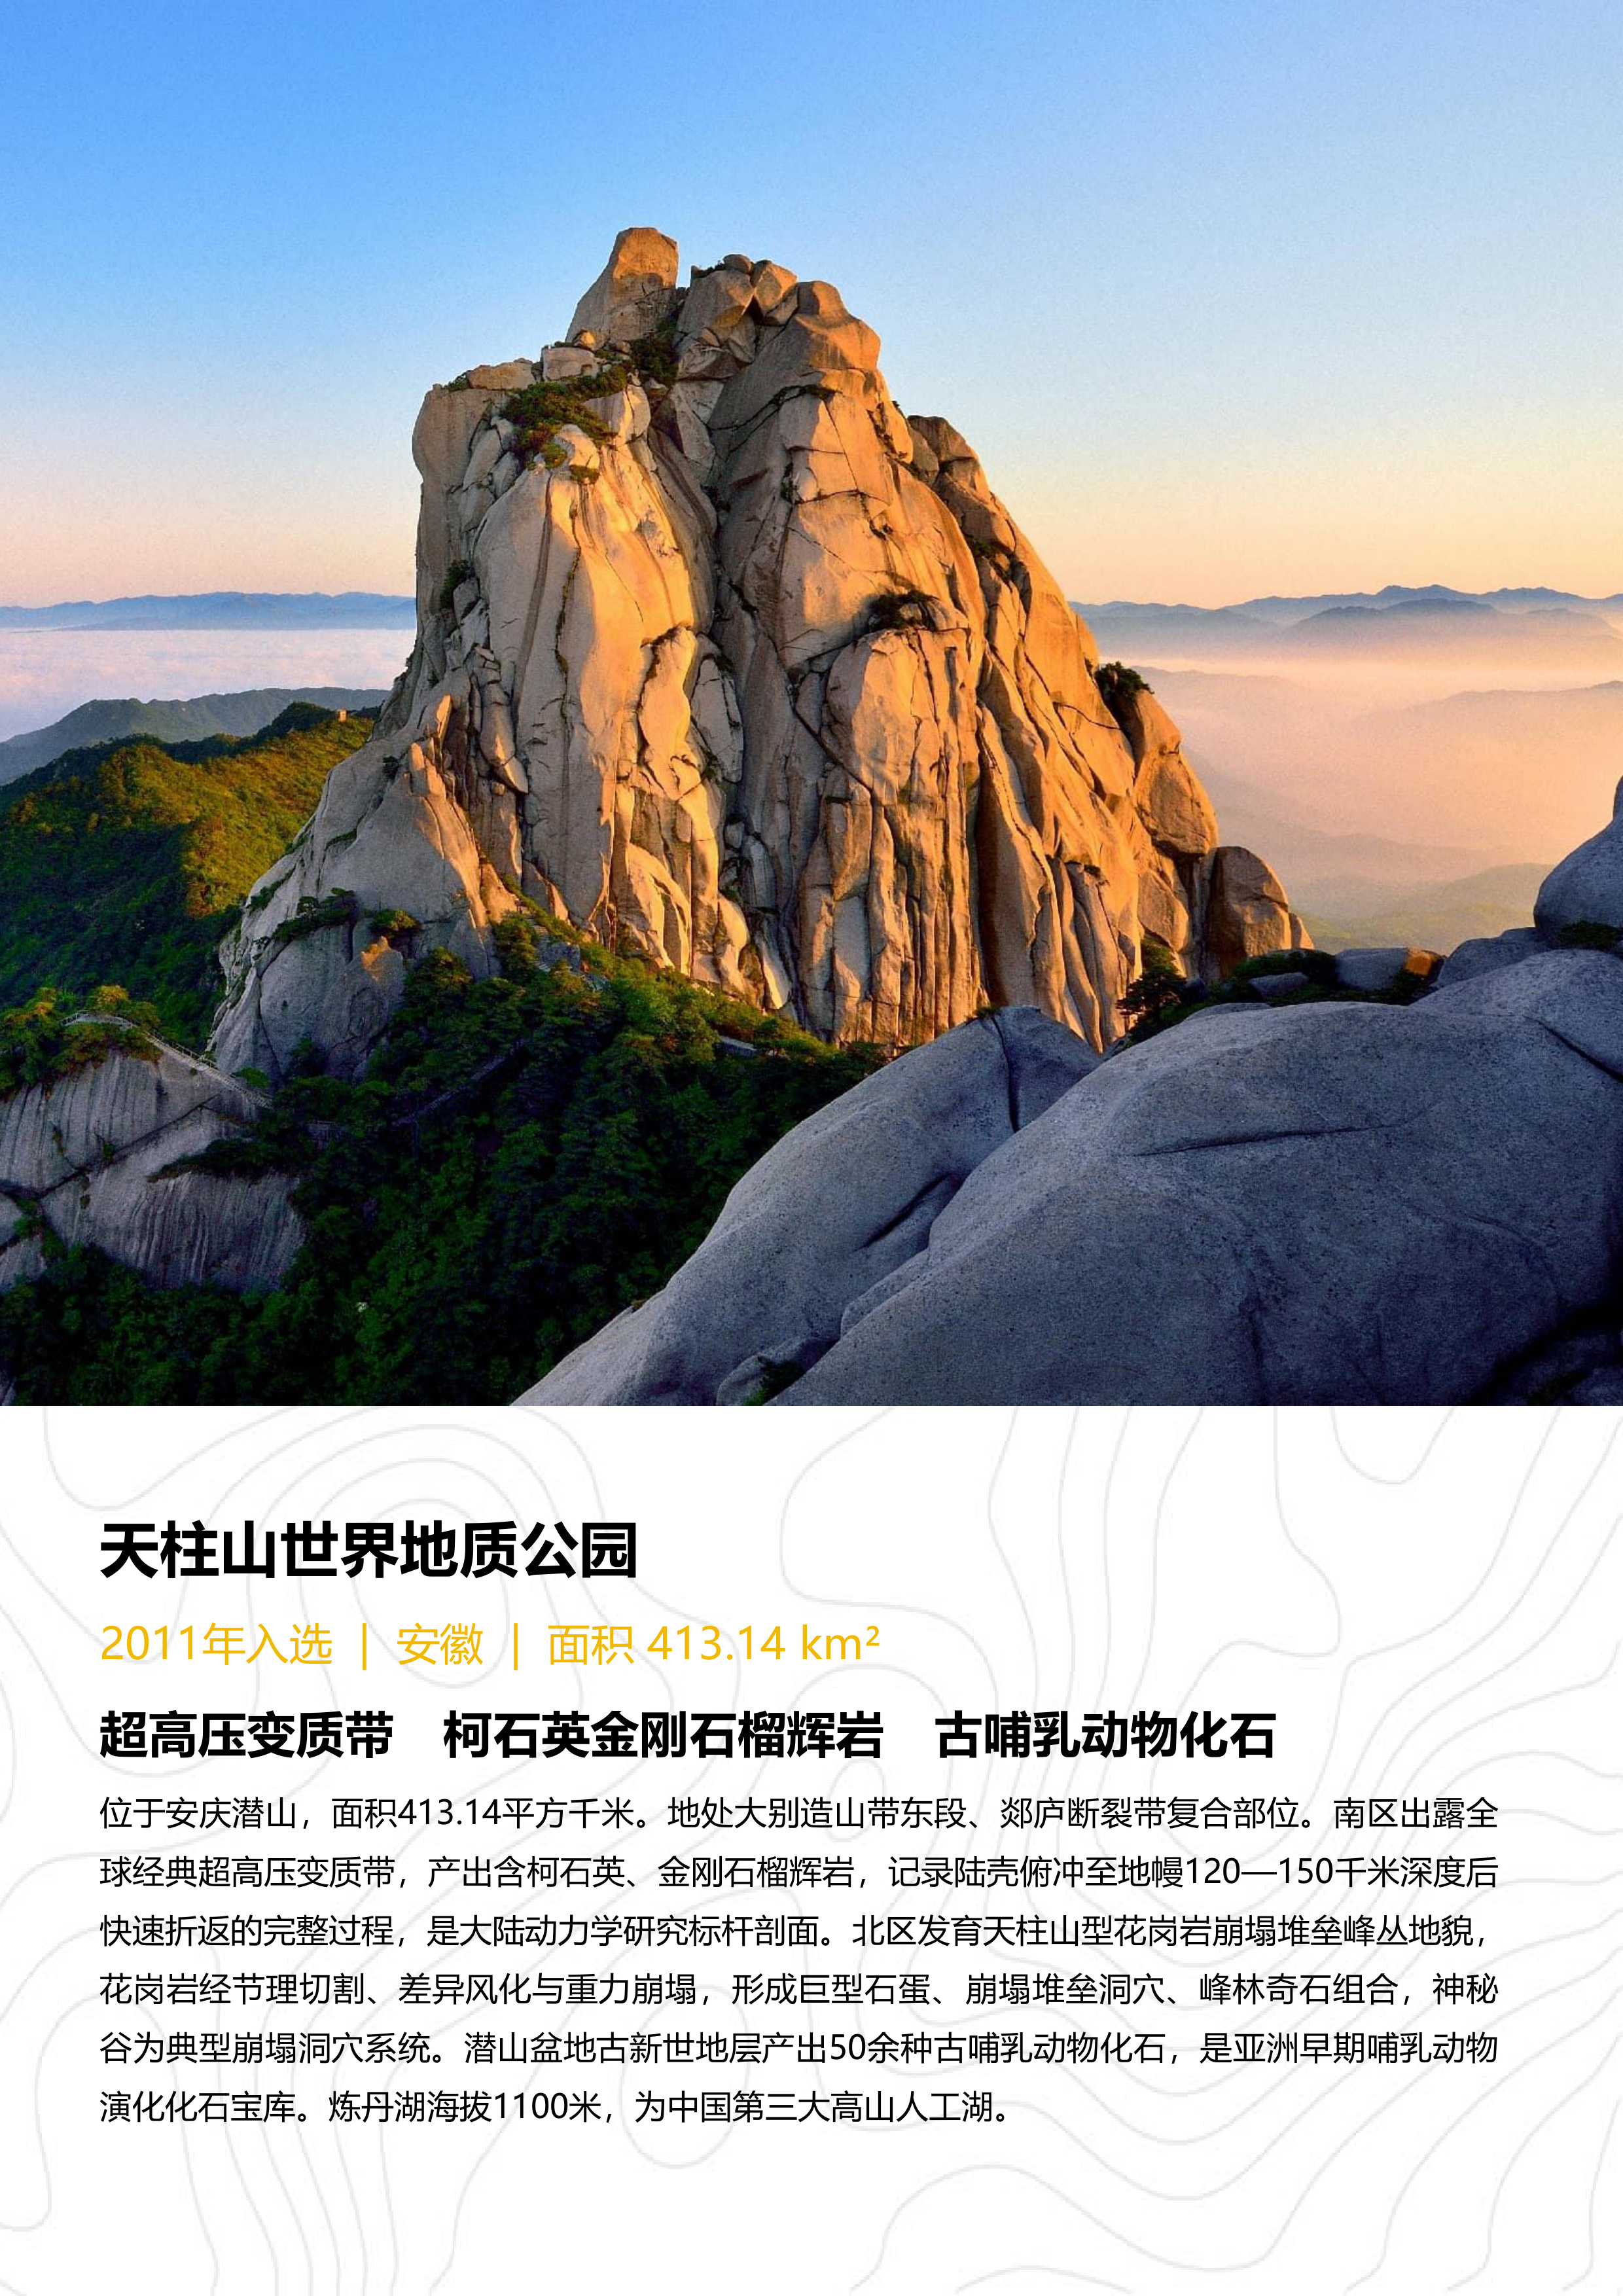 天柱山世界地质公园
2011年入选 | 安徽 | 面积 413.14 km²
超高压变质带　柯石英金刚石榴辉岩　古哺乳动物化石
位于安庆潜山，面积413.14平方千米。地处大别造山带东段、郯庐断裂带复合部位。南区出露全
球经典超高压变质带，产出含柯石英、金刚石榴辉岩，记录陆壳俯冲至地幔120—150千米深度后
快速折返的完整过程，是大陆动力学研究标杆剖面。北区发育天柱山型花岗岩崩塌堆垒峰丛地貌，
花岗岩经节理切割、差异风化与重力崩塌，形成巨型石蛋、崩塌堆垒洞穴、峰林奇石组合，神秘
谷为典型崩塌洞穴系统。潜山盆地古新世地层产出50余种古哺乳动物化石，是亚洲早期哺乳动物
演化化石宝库。炼丹湖海拔1100米，为中国第三大高山人工湖。